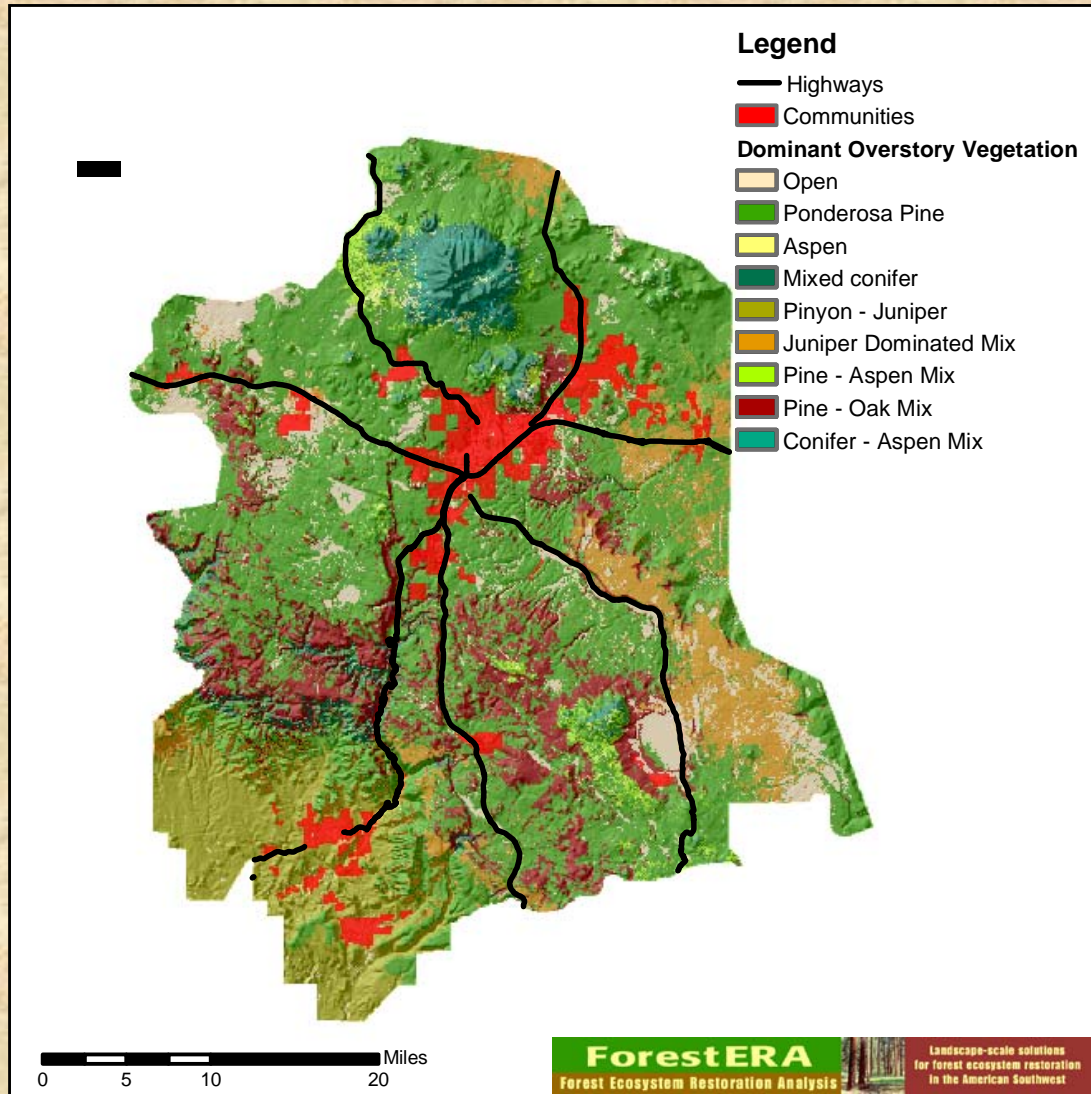 Legend
Highways
Communities
Dominant Overstory Vegetation
Open
Ponderosa Pine
Aspen
Mixed conifer
Pinyon - Juniper
Juniper Dominated Mix
Pine - Aspen Mix
Pine - Oak Mix
Conifer - Aspen Mix
Miles
0 5 10 20
ForestERA
Forest Ecosystem Restoration Analysis
Landscape-scale solutions
for forest ecosystem restoration
in the American Southwest